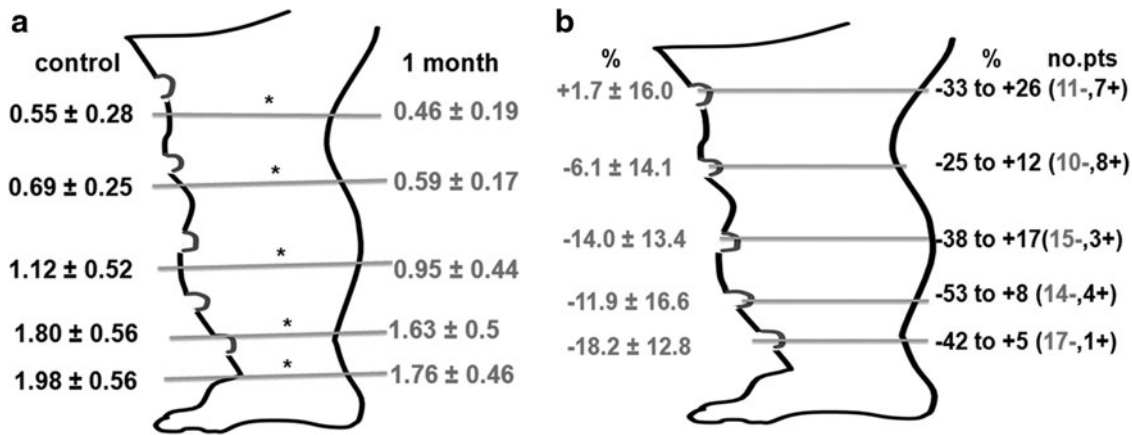 a
control 1 month
*
0.55 ± 0.28 0.46 ± 0.19
*
0.69 ± 0.25 0.59 ± 0.17
*
1.12 ± 0.52 0.95 ± 0.44
*
1.80 ± 0.56 1.63 ± 0.5
*
1.98 ± 0.56 1.76 ± 0.46
b
% % no.pts
+1.7 ± 16.0 -33 to +26 (11-,7+)
-6.1 ± 14.1 -25 to +12 (10-,8+)
-14.0 ± 13.4 -38 to +17(15-,3+)
-11.9 ± 16.6 -53 to +8 (14-,4+)
-18.2 ± 12.8 -42 to +5 (17-,1+)